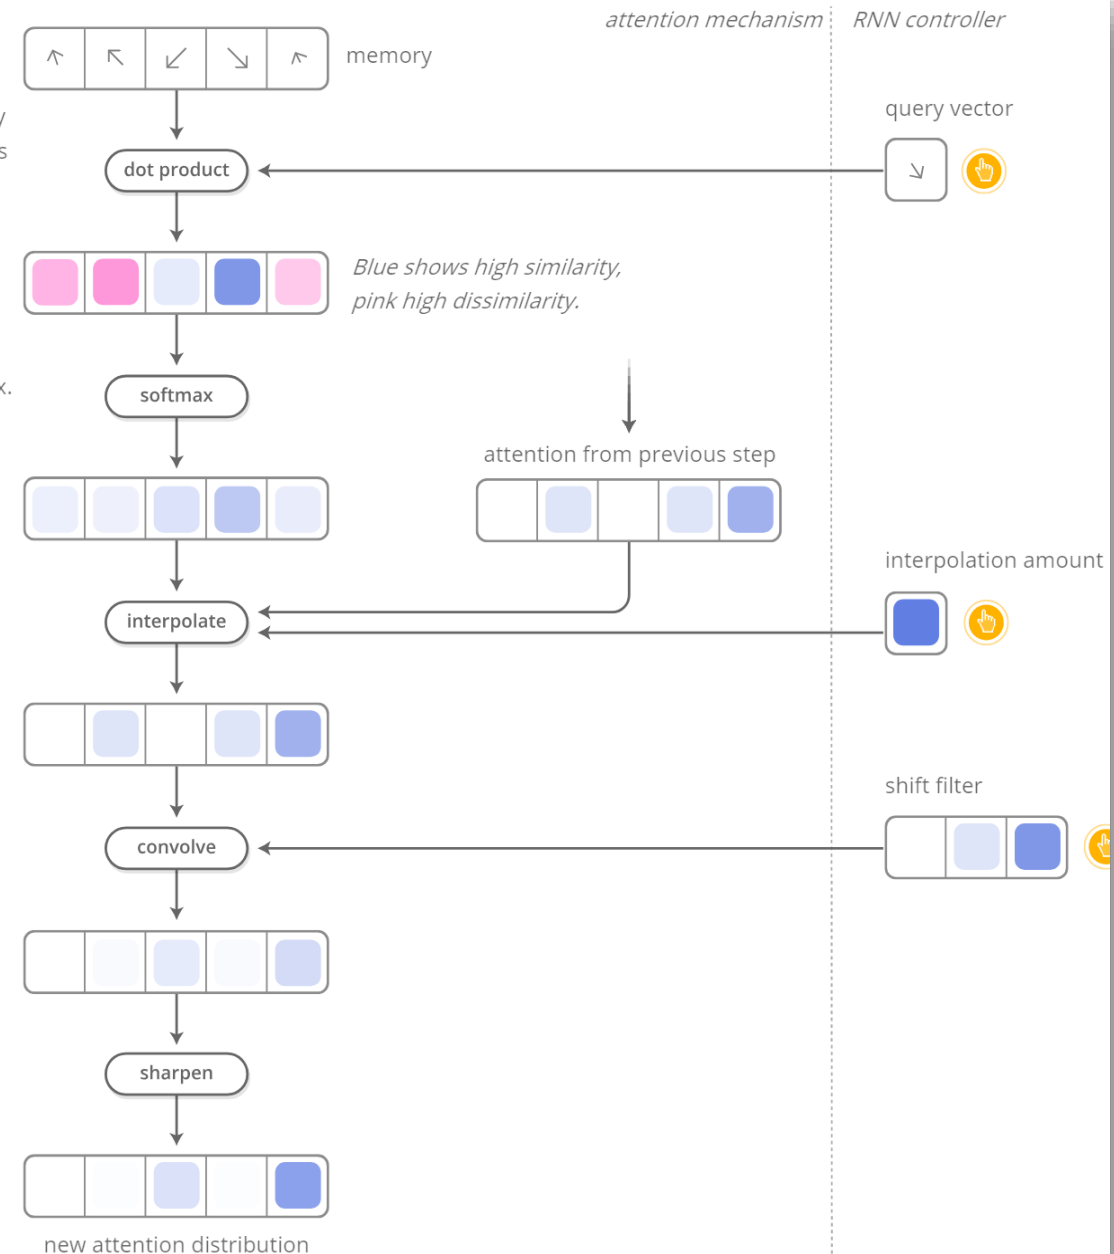 attention mechanism
RNN controller
memory
query vector
dot product
Blue shows high similarity,
pink high dissimilarity.
softmax
attention from previous step
interpolation amount
interpolate
shift filter
convolve
sharpen
new attention distribution